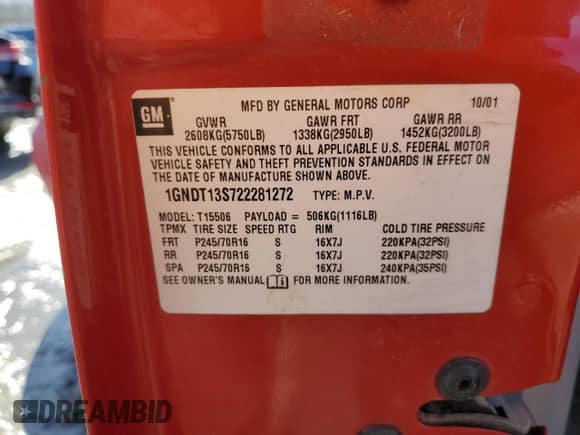 GM
MFD BY GENERAL MOTORS CORP 10/01
GVWR GAWR FRT GAWR RR
2608KG(5750LB) 1338KG(2950LB) 1452KG(3200LB)
THIS VEHICLE CONFORMS TO ALL APPLICABLE U.S. FEDERAL MOTOR
VEHICLE SAFETY AND THEFT PREVENTION STANDARDS IN EFFECT ON
THE DATE OF MANUFACTURE SHOWN ABOVE.
1GNDT13S722281272 TYPE: M.P.V.
MODEL: T15506 PAYLOAD = 506KG(1116LB)
TPMX TIRE SIZE SPEED RTG RIM COLD TIRE PRESSURE
FRT P245/70R16 S 16X7J 220KPA(32PSI)
RR P245/70R16 S 16X7J 220KPA(32PSI)
SPA P245/70R16 S 16X7J 240KPA(35PSI)
SEE OWNER'S MANUAL i FOR MORE INFORMATION.
DREAMBID